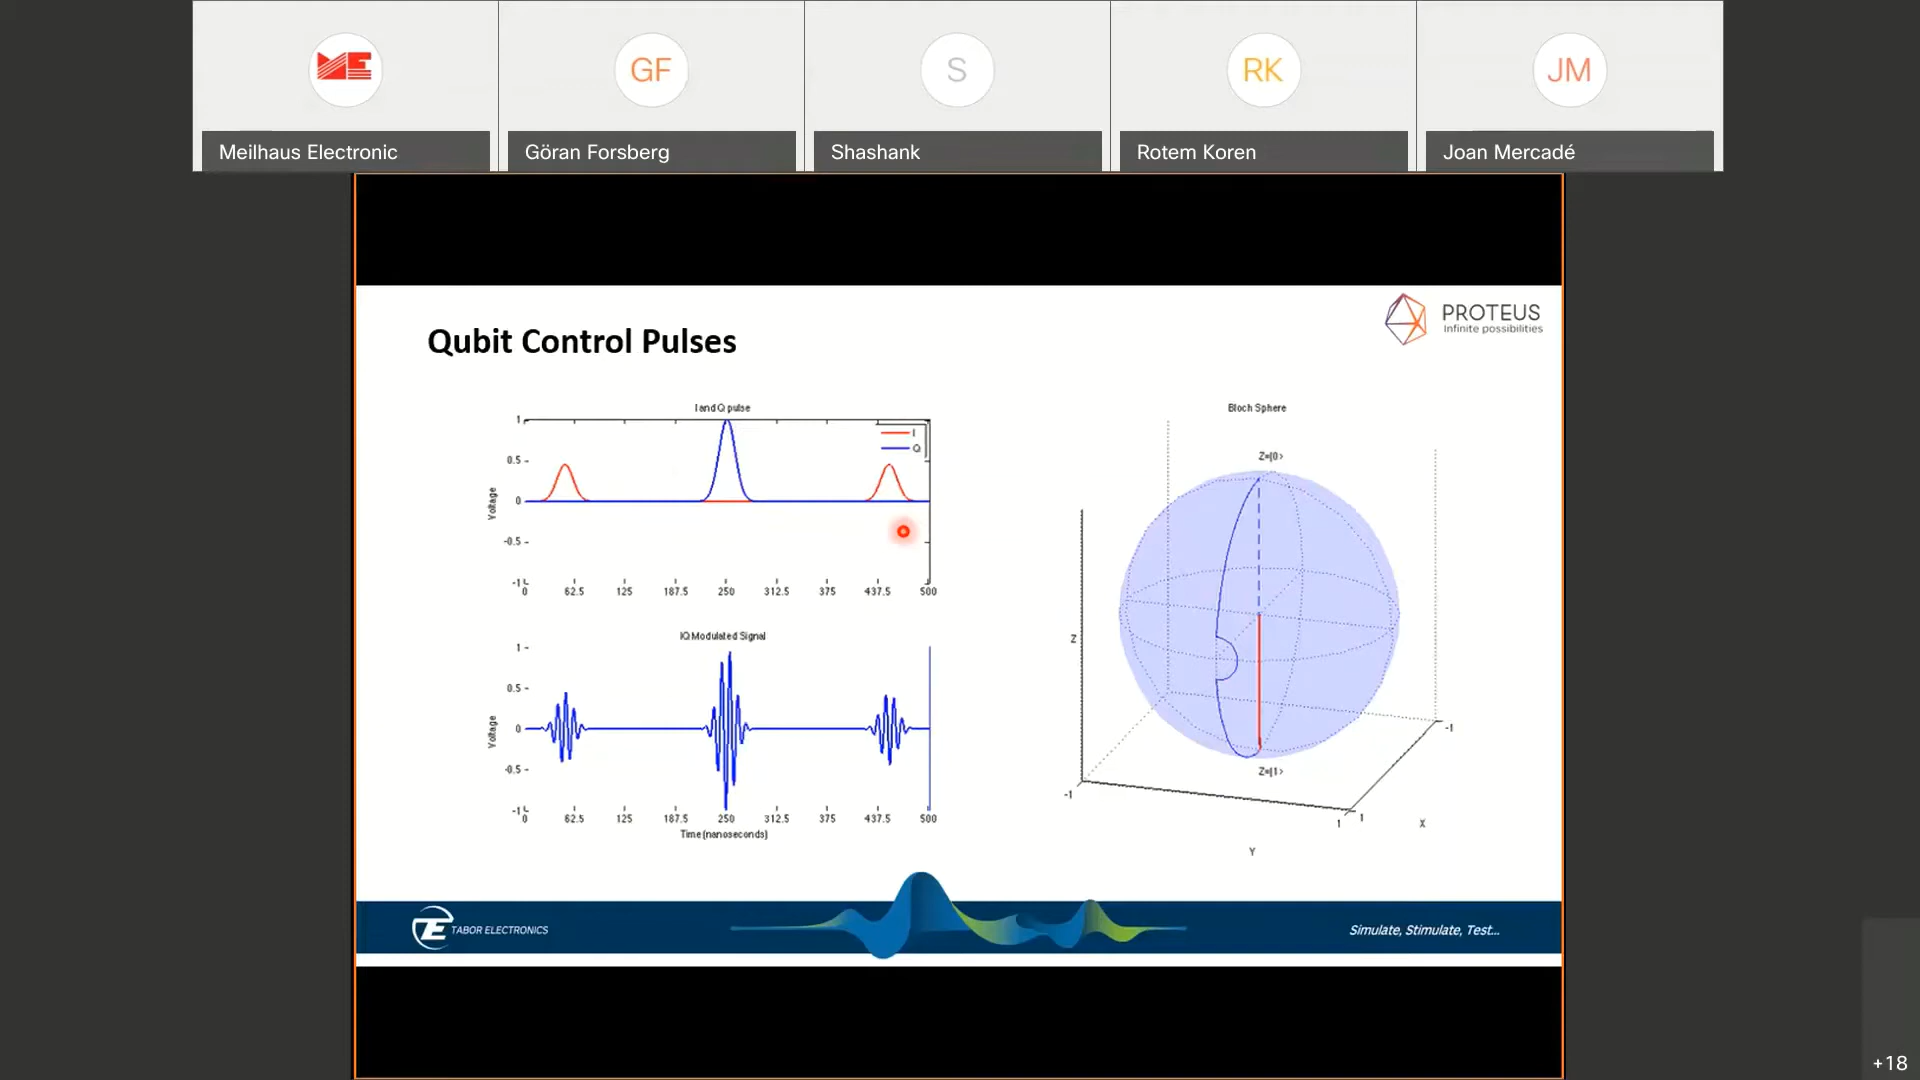 GF
S
RK
JM
Meilhaus Electronic
Göran Forsberg
Shashank
Rotem Koren
Joan Mercadé
PROTEUS
Infinite possibilities
Qubit Control Pulses
I and Q pulse
1
0.5
0
-0.5
-1
Voltage
I
Q
0 62.5 125 187.5 250 312.5 375 437.5 500
IQ Modulated Signal
1
0.5
0
-0.5
-1
Voltage
0 62.5 125 187.5 250 312.5 375 437.5 500
Time (nanoseconds)
Bloch Sphere
Z=|0>
Z
Z=|1>
-1
-1
1
1
X
Y
TABOR ELECTRONICS
Simulate, Stimulate, Test...
+18